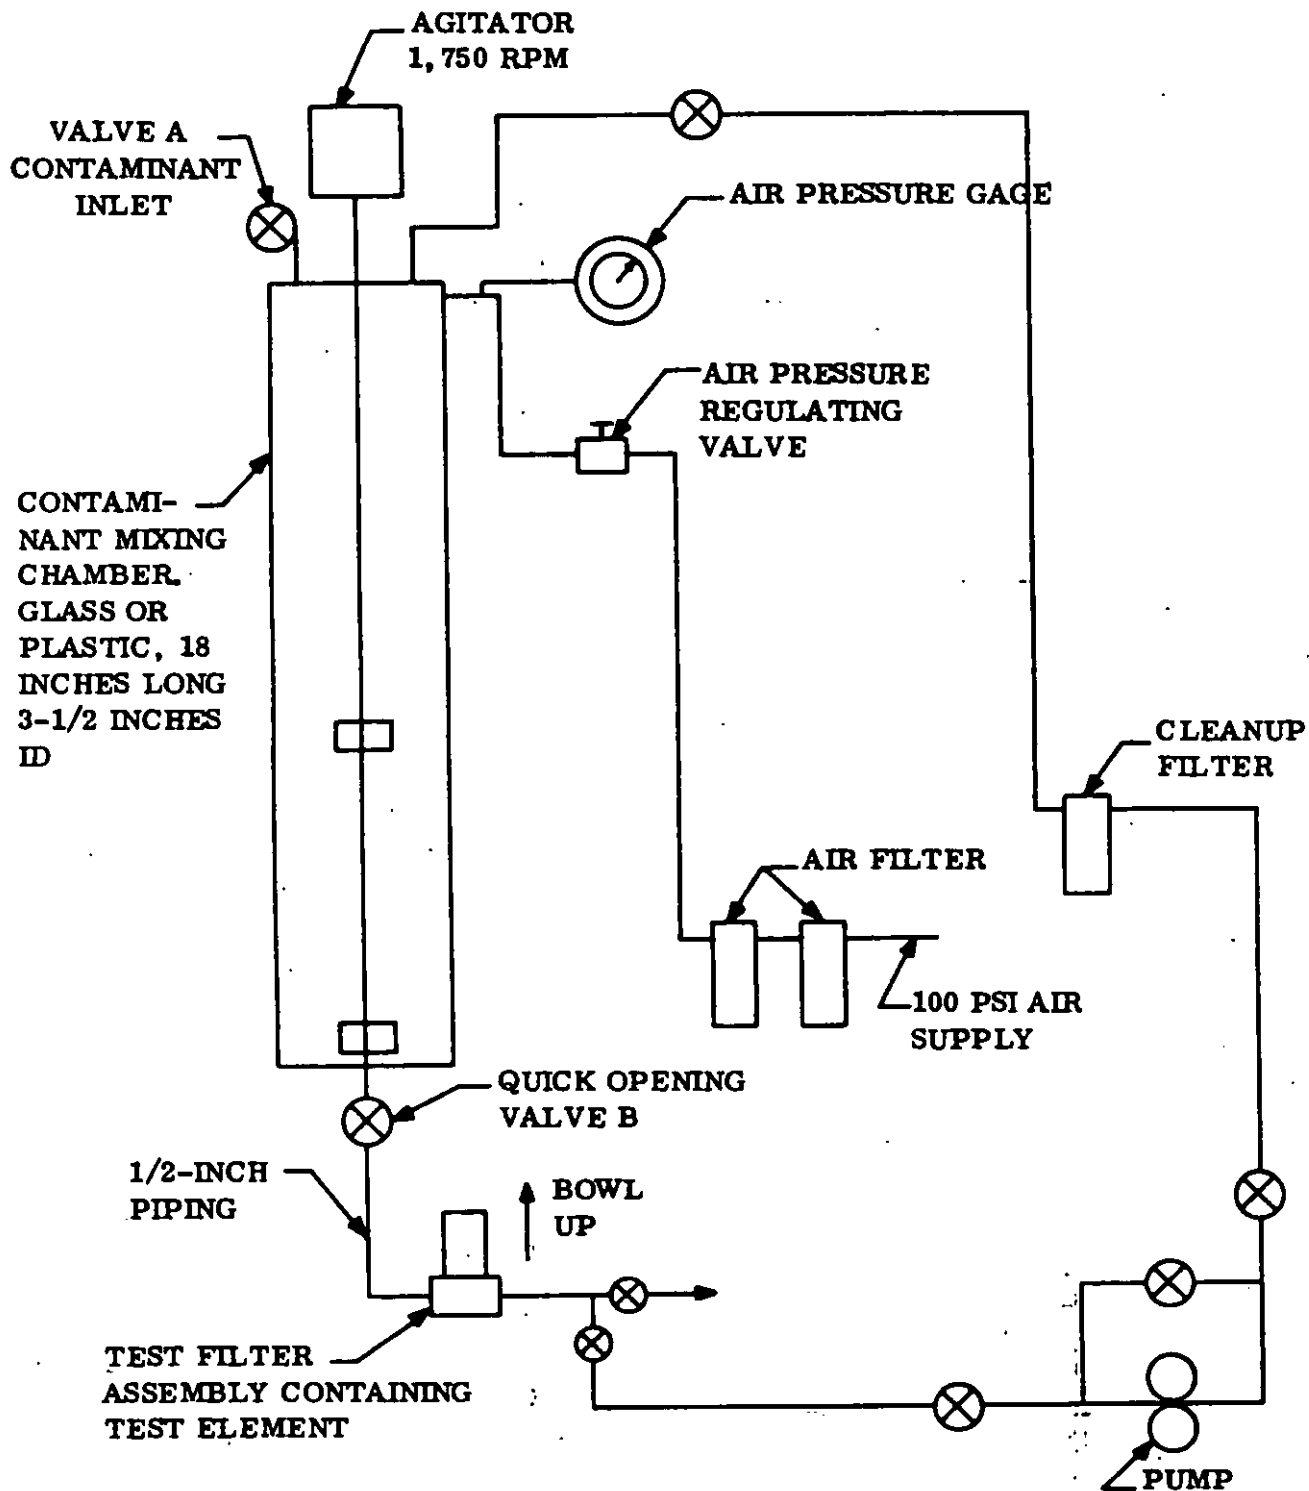 AGITATOR
1,750 RPM
VALVE A
CONTAMINANT
INLET
AIR PRESSURE GAGE
AIR PRESSURE
REGULATING
VALVE
CONTAMI-
NANT MIXING
CHAMBER.
GLASS OR
PLASTIC, 18
INCHES LONG
3-1/2 INCHES
ID
CLEANUP
FILTER
AIR FILTER
100 PSI AIR
SUPPLY
QUICK OPENING
VALVE B
1/2-INCH
PIPING
BOWL
UP
TEST FILTER
ASSEMBLY CONTAINING
TEST ELEMENT
PUMP